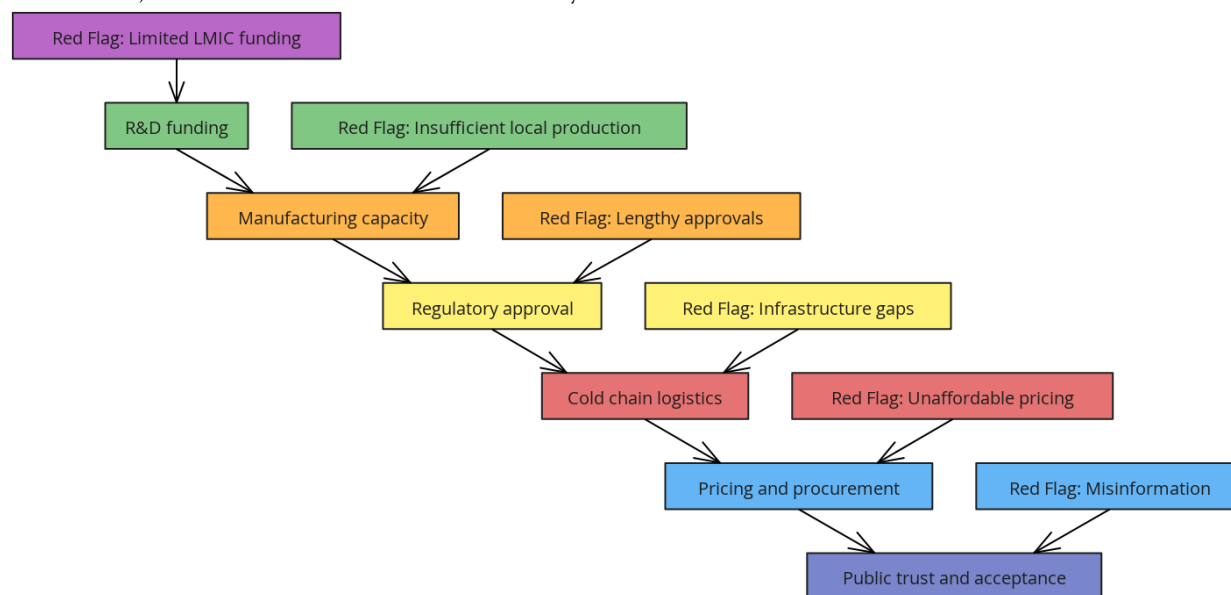 Red Flag: Limited LMIC funding
R&D funding
Red Flag: Insufficient local production
Manufacturing capacity
Red Flag: Lengthy approvals
Regulatory approval
Red Flag: Infrastructure gaps
Cold chain logistics
Red Flag: Unaffordable pricing
Pricing and procurement
Red Flag: Misinformation
Public trust and acceptance